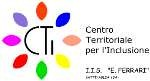 CTI
Centro
Territoriale
per l'Inclusione
I.I.S. "E. FERRARI"